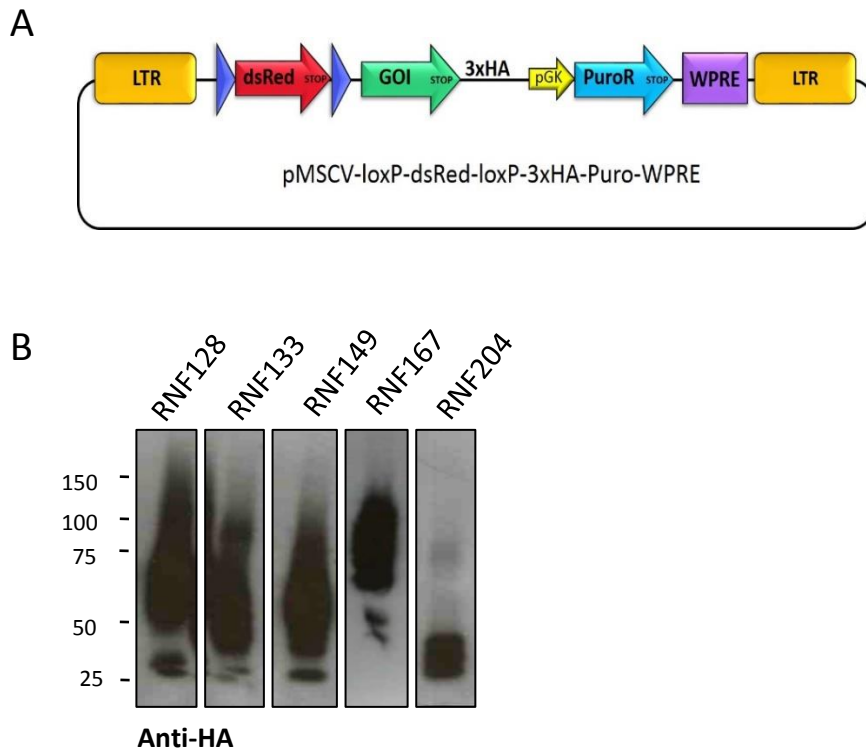 A
LTR dsRed STOP GOI STOP 3xHA pGK PuroR STOP WPRE LTR
pMSCV-loxP-dsRed-loxP-3xHA-Puro-WPRE
B
RNF128 RNF133 RNF149 RNF167 RNF204
150
100
75
50
25
Anti-HA